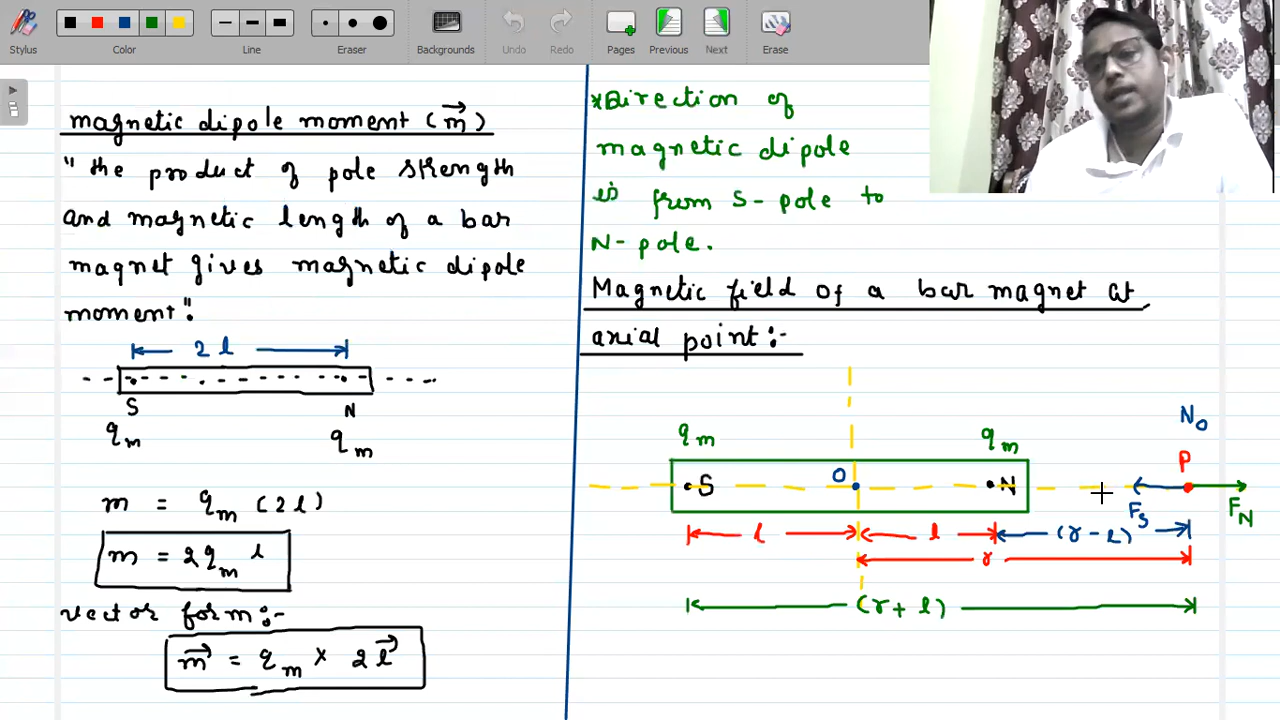 Stylus
Color
Line
Eraser
Backgrounds
Undo
Redo
Pages
Previous
Next
Erase
magnetic dipole moment (m⃗)
"the product of pole strength
and magnetic length of a bar
magnet gives magnetic dipole
moment".
2 l
S
N
qm
qm
m = qm (2l)
m = 2qm l
vector form:-
m⃗ = qm × 2l⃗
*Direction of
magnetic dipole
is from S-pole to
N-pole.
Magnetic field of a bar magnet at
axial point:-
N0
qm
qm
P
S
O
N
FS
FN
l
l
(r-l)
r
(r+l)